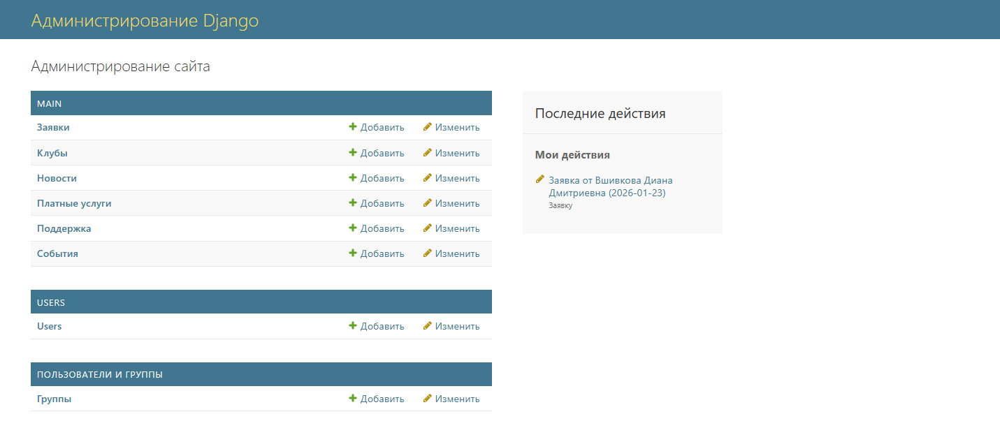 Администрирование Django
Администрирование сайта
MAIN
Заявки Добавить Изменить
Клубы Добавить Изменить
Новости Добавить Изменить
Платные услуги Добавить Изменить
Поддержка Добавить Изменить
События Добавить Изменить
USERS
Users Добавить Изменить
ПОЛЬЗОВАТЕЛИ И ГРУППЫ
Группы Добавить Изменить
Последние действия
Мои действия
Заявка от Вшивкова Диана
Дмитриевна (2026-01-23)
Заявку